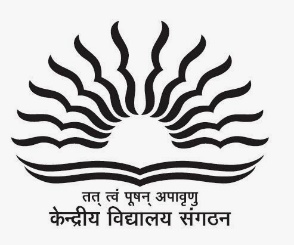 तत् त्वं पूषन् अपावृणु
केन्द्रीय विद्यालय संगठन